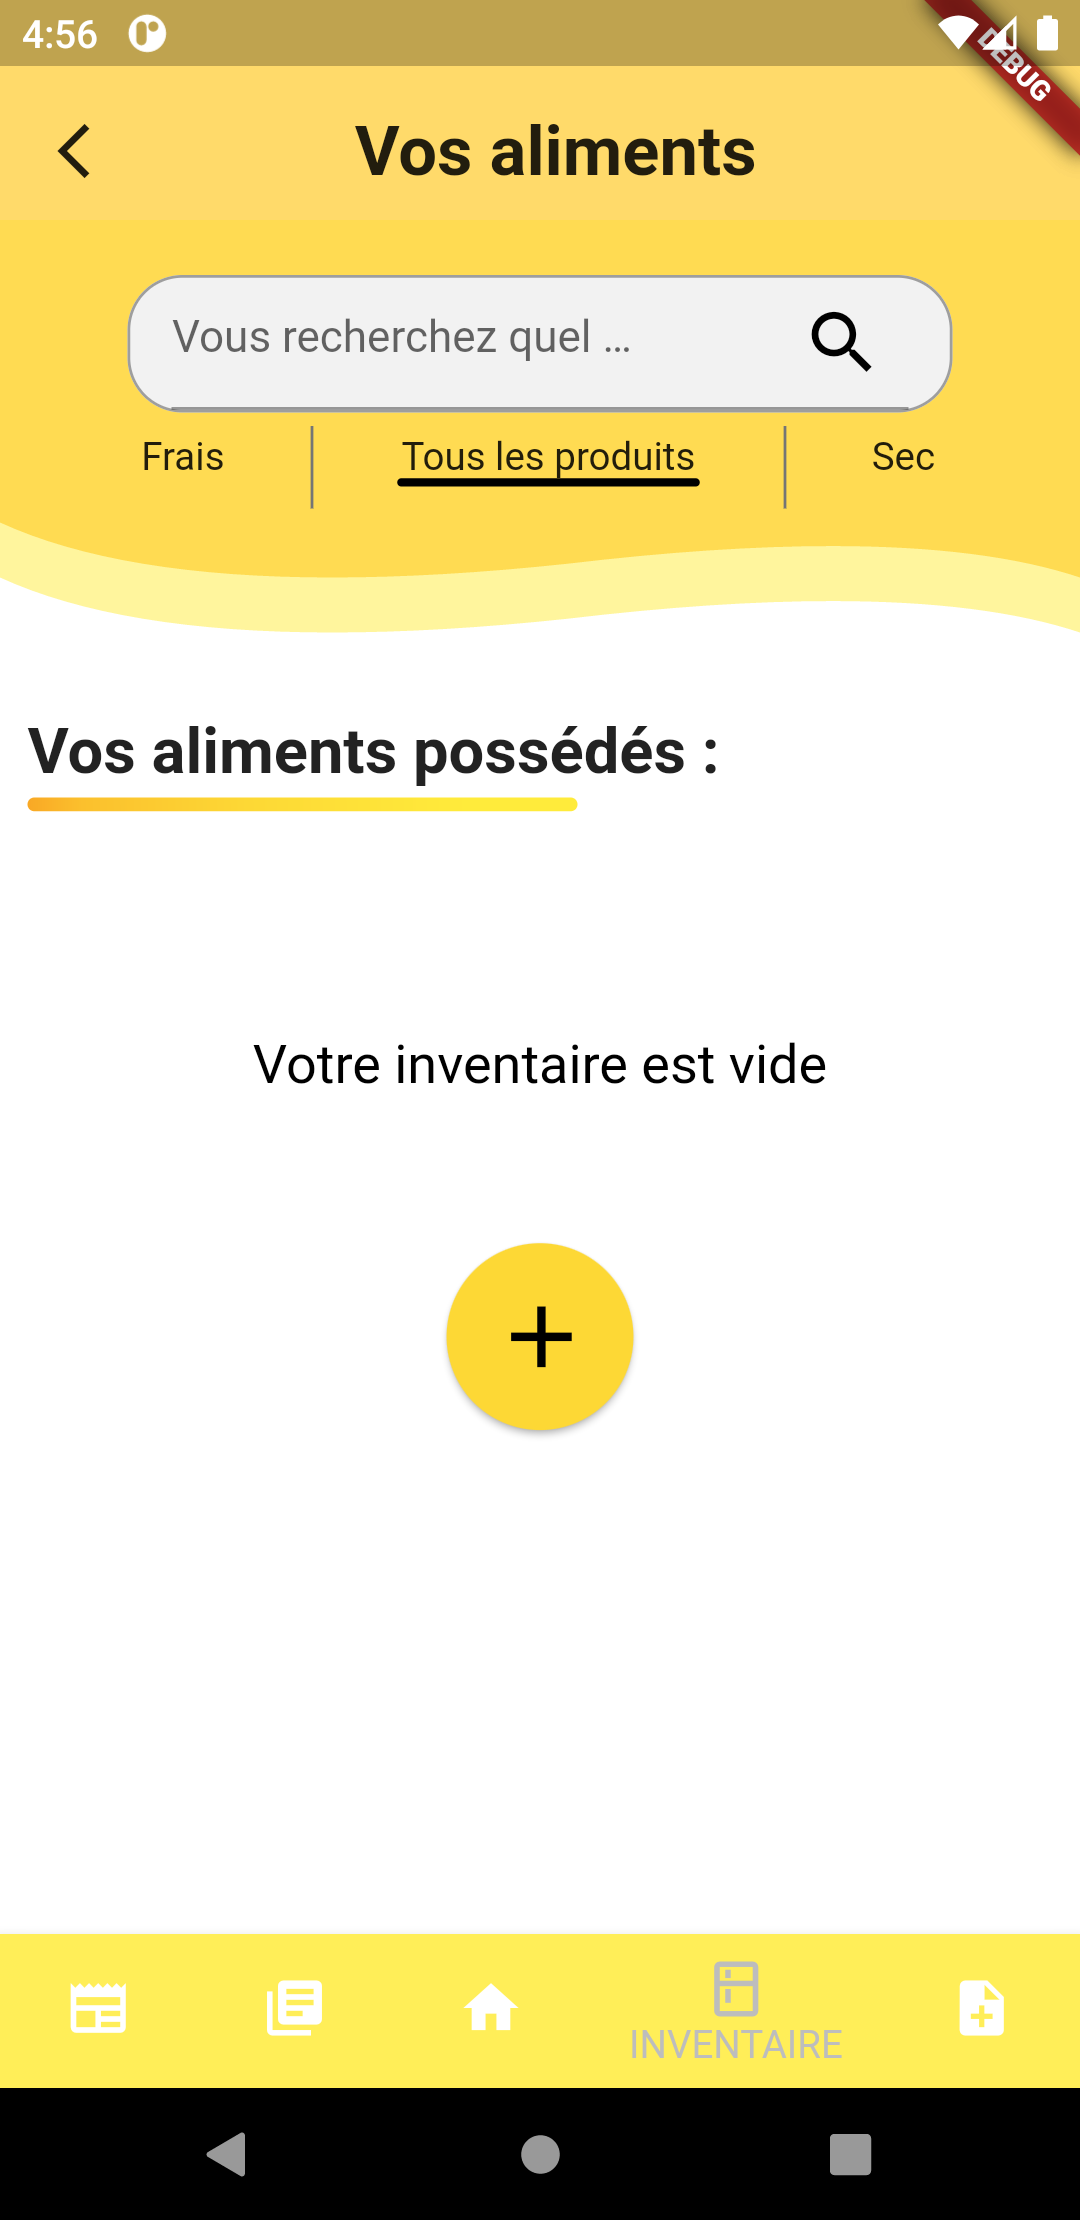 4:56
DEBUG
Vos aliments
Vous recherchez quel ...
Frais
Tous les produits
Sec
Vos aliments possédés :
Votre inventaire est vide
INVENTAIRE